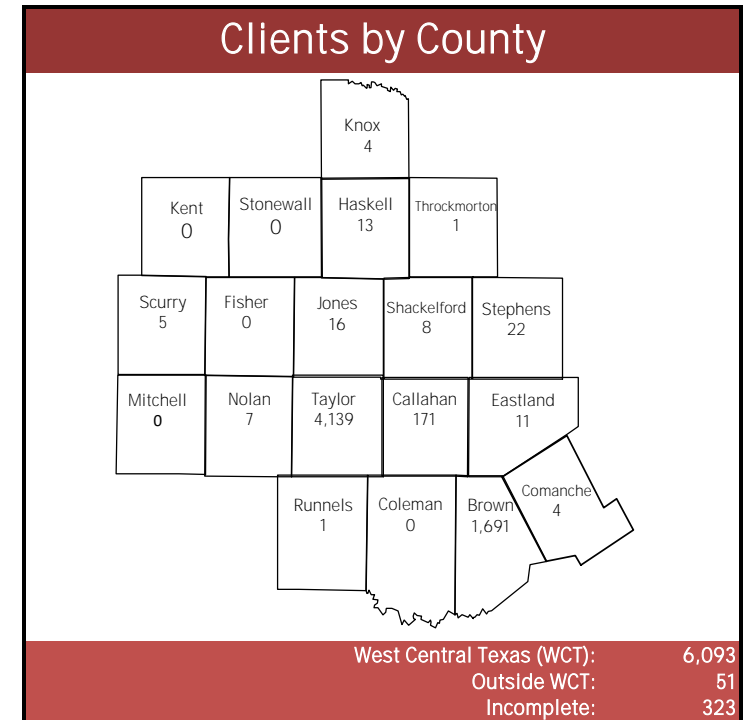 Clients by County
Knox
4
Kent
0
Stonewall
0
Haskell
13
Throckmorton
1
Scurry
5
Fisher
0
Jones
16
Shackelford
8
Stephens
22
Mitchell
0
Nolan
7
Taylor
4,139
Callahan
171
Eastland
11
Runnels
1
Coleman
0
Brown
1,691
Comanche
4
West Central Texas (WCT): 6,093
Outside WCT: 51
Incomplete: 323